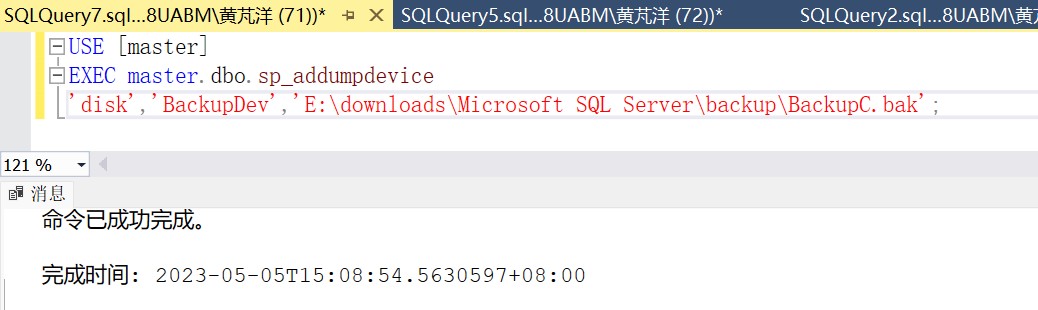 SQLQuery7.sql...8UABM\黄芃洋 (71))* SQLQuery5.sql...8UABM\黄芃洋 (72))* SQLQuery2.sql...8UABM\黄
USE [master]
EXEC master.dbo.sp_addumpdevice
'disk','BackupDev','E:\downloads\Microsoft SQL Server\backup\BackupC.bak';
121 %
消息
命令已成功完成。
完成时间: 2023-05-05T15:08:54.5630597+08:00